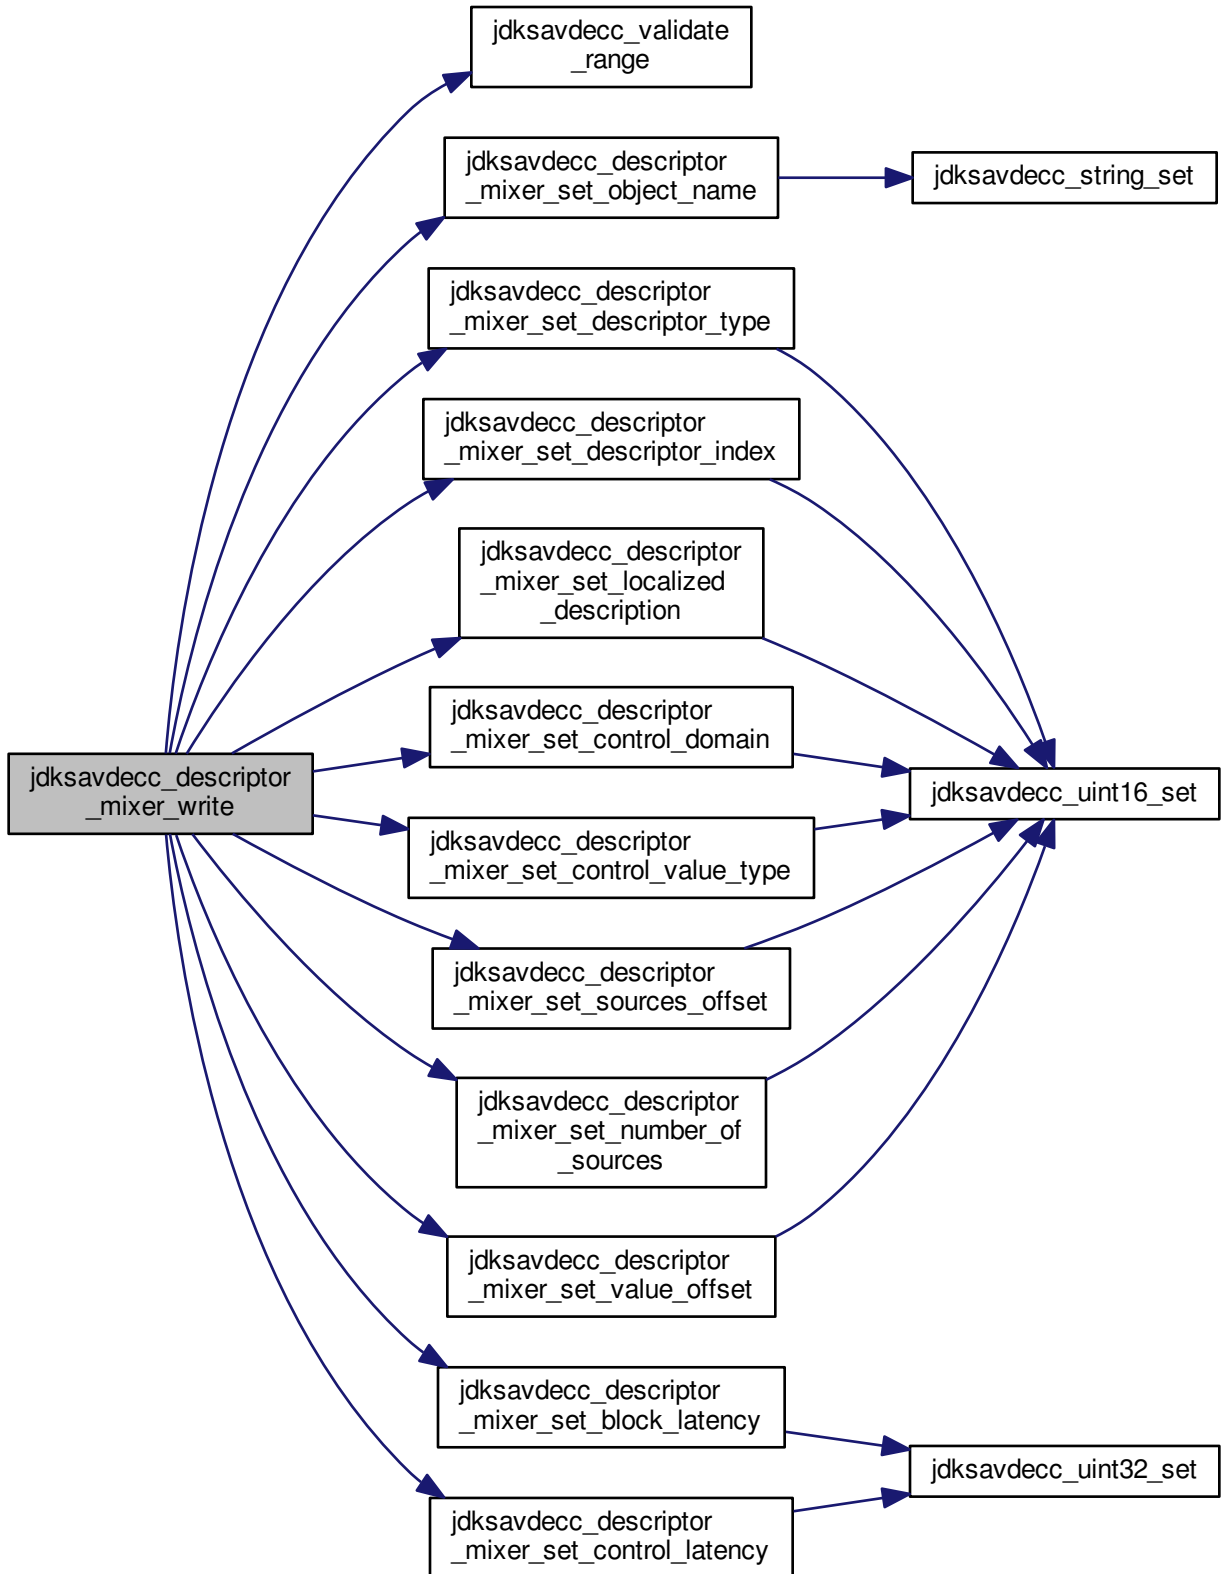 jdksavdecc_validate
_range
jdksavdecc_descriptor
_mixer_set_object_name
jdksavdecc_string_set
jdksavdecc_descriptor
_mixer_set_descriptor_type
jdksavdecc_descriptor
_mixer_set_descriptor_index
jdksavdecc_descriptor
_mixer_set_localized
_description
jdksavdecc_descriptor
_mixer_set_control_domain
jdksavdecc_descriptor
_mixer_write
jdksavdecc_uint16_set
jdksavdecc_descriptor
_mixer_set_control_value_type
jdksavdecc_descriptor
_mixer_set_sources_offset
jdksavdecc_descriptor
_mixer_set_number_of
_sources
jdksavdecc_descriptor
_mixer_set_value_offset
jdksavdecc_descriptor
_mixer_set_block_latency
jdksavdecc_uint32_set
jdksavdecc_descriptor
_mixer_set_control_latency